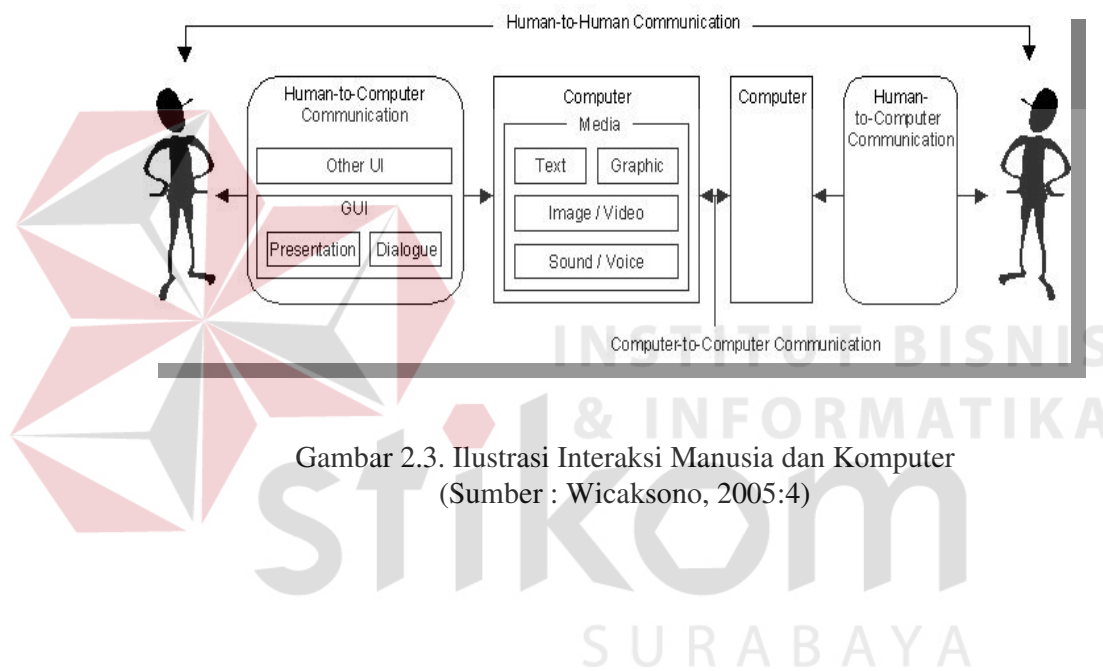 Human-to-Human Communication
Human-to-Computer
Communication
Other UI
GUI
Presentation
Dialogue
Computer
Media
Text
Graphic
Image / Video
Sound / Voice
Computer
Human-
to-Computer
Communication
Computer-to-Computer Communication
INSTITUT BISNIS
& INFORMATIKA
stikom
SURABAYA
Gambar 2.3. Ilustrasi Interaksi Manusia dan Komputer
(Sumber : Wicaksono, 2005:4)